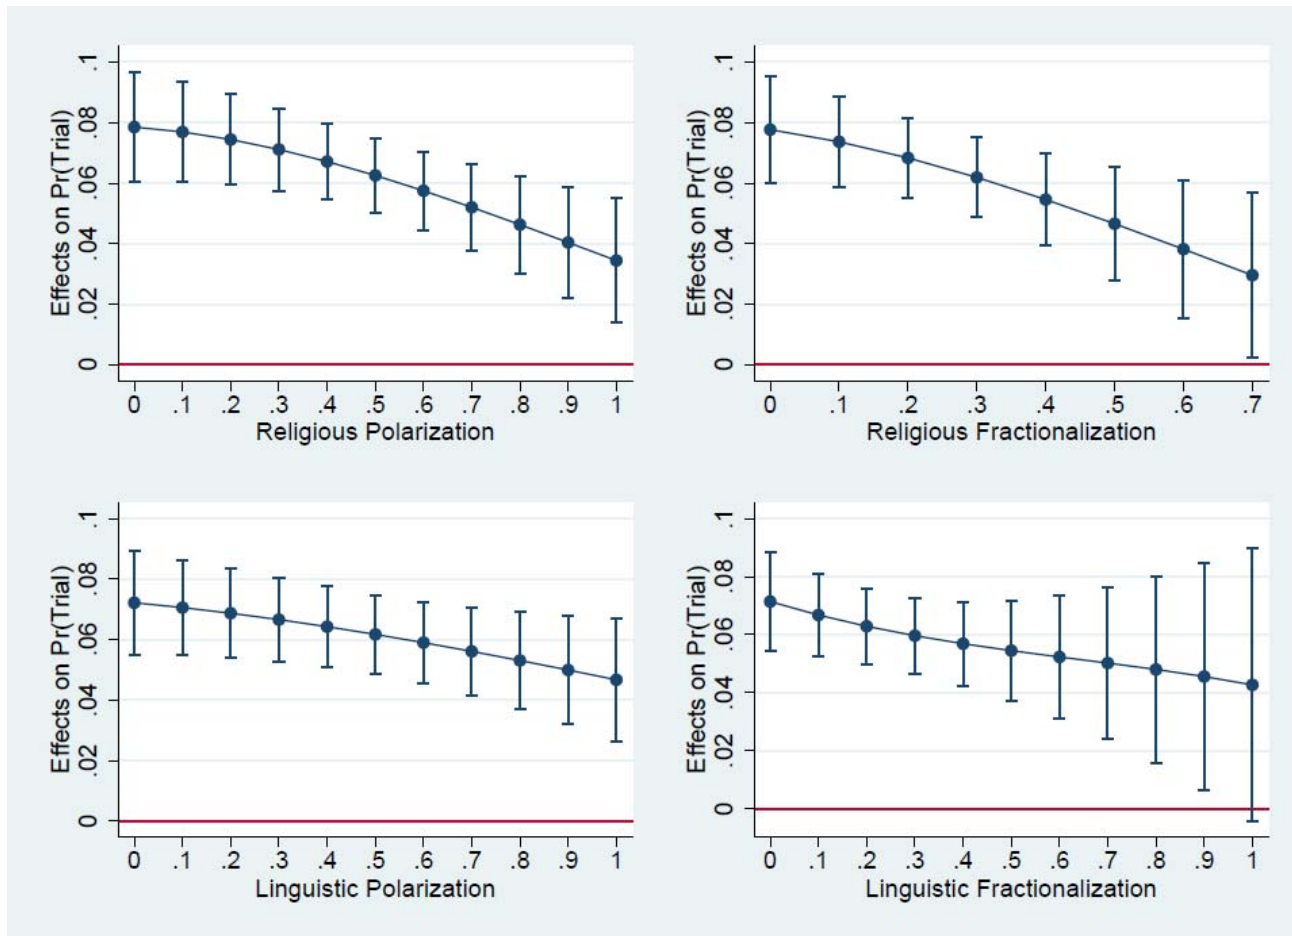 Effects on Pr(Trial)
.1
.08
.06
.04
.02
0
0 .1 .2 .3 .4 .5 .6 .7 .8 .9 1
Religious Polarization
Effects on Pr(Trial)
.1
.08
.06
.04
.02
0
0 .1 .2 .3 .4 .5 .6 .7
Religious Fractionalization
Effects on Pr(Trial)
.1
.08
.06
.04
.02
0
0 .1 .2 .3 .4 .5 .6 .7 .8 .9 1
Linguistic Polarization
Effects on Pr(Trial)
.1
.08
.06
.04
.02
0
0 .1 .2 .3 .4 .5 .6 .7 .8 .9 1
Linguistic Fractionalization